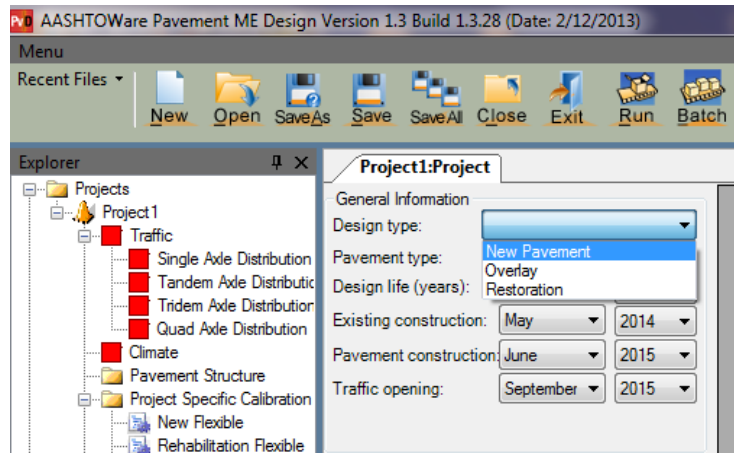 AASHTOWare Pavement ME Design Version 1.3 Build 1.3.28 (Date: 2/12/2013)
Menu
Recent Files
New Open SaveAs Save SaveAll Close Exit Run Batch
Explorer
Projects
Project1
Traffic
Single Axle Distribution
Tandem Axle Distributic
Tridem Axle Distribution
Quad Axle Distribution
Climate
Pavement Structure
Project Specific Calibration
New Flexible
Rehabilitation Flexible
Project1:Project
General Information
Design type:
New Pavement
Overlay
Restoration
Pavement type:
Design life (years):
Existing construction: May 2014
Pavement construction: June 2015
Traffic opening: September 2015